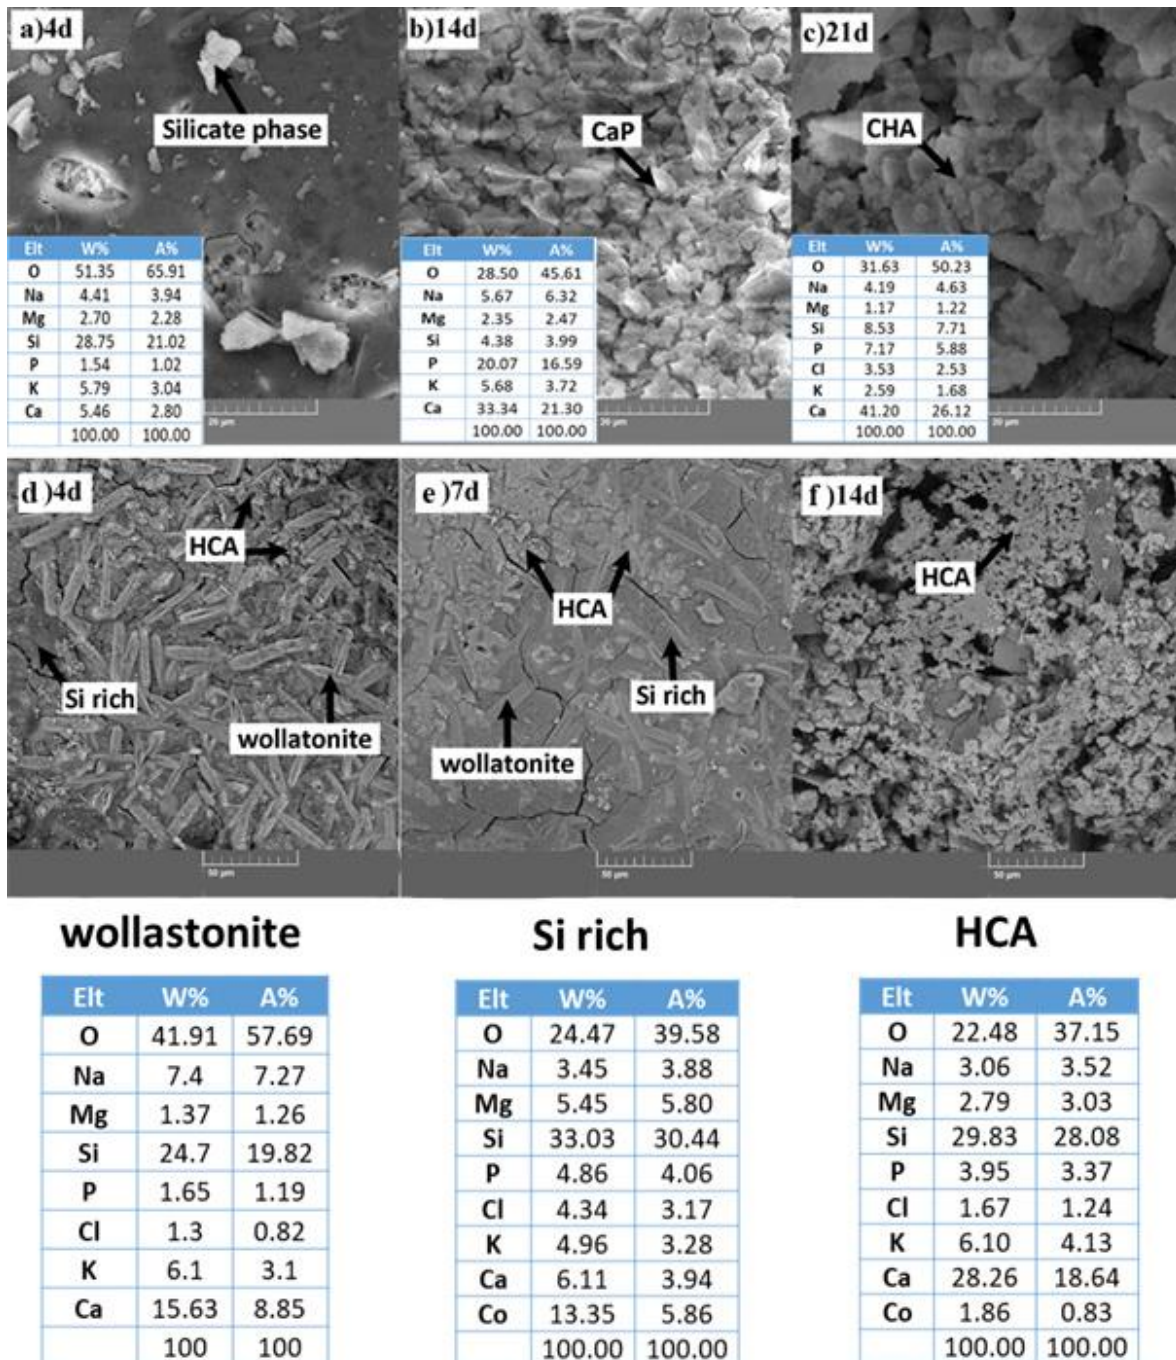 a)4d
Silicate phase
Elt W% A%
O 51.35 65.91
Na 4.41 3.94
Mg 2.70 2.28
Si 28.75 21.02
P 1.54 1.02
K 5.79 3.04
Ca 5.46 2.80
100.00 100.00
20 µm
b)14d
CaP
Elt W% A%
O 28.50 45.61
Na 5.67 6.32
Mg 2.35 2.47
Si 4.38 3.99
P 20.07 16.59
K 5.68 3.72
Ca 33.34 21.30
100.00 100.00
20 µm
c)21d
CHA
Elt W% A%
O 31.63 50.23
Na 4.19 4.63
Mg 1.17 1.22
Si 8.53 7.71
P 7.17 5.88
Cl 3.53 2.53
K 2.59 1.68
Ca 41.20 26.12
100.00 100.00
20 µm
d )4d
HCA
Si rich
wollatonite
50 µm
e )7d
HCA
Si rich
wollatonite
50 µm
f )14d
HCA
50 µm
wollastonite
Elt W% A%
O 41.91 57.69
Na 7.4 7.27
Mg 1.37 1.26
Si 24.7 19.82
P 1.65 1.19
Cl 1.3 0.82
K 6.1 3.1
Ca 15.63 8.85
100 100
Si rich
Elt W% A%
O 24.47 39.58
Na 3.45 3.88
Mg 5.45 5.80
Si 33.03 30.44
P 4.86 4.06
Cl 4.34 3.17
K 4.96 3.28
Ca 6.11 3.94
Co 13.35 5.86
100.00 100.00
HCA
Elt W% A%
O 22.48 37.15
Na 3.06 3.52
Mg 2.79 3.03
Si 29.83 28.08
P 3.95 3.37
Cl 1.67 1.24
K 6.10 4.13
Ca 28.26 18.64
Co 1.86 0.83
100.00 100.00